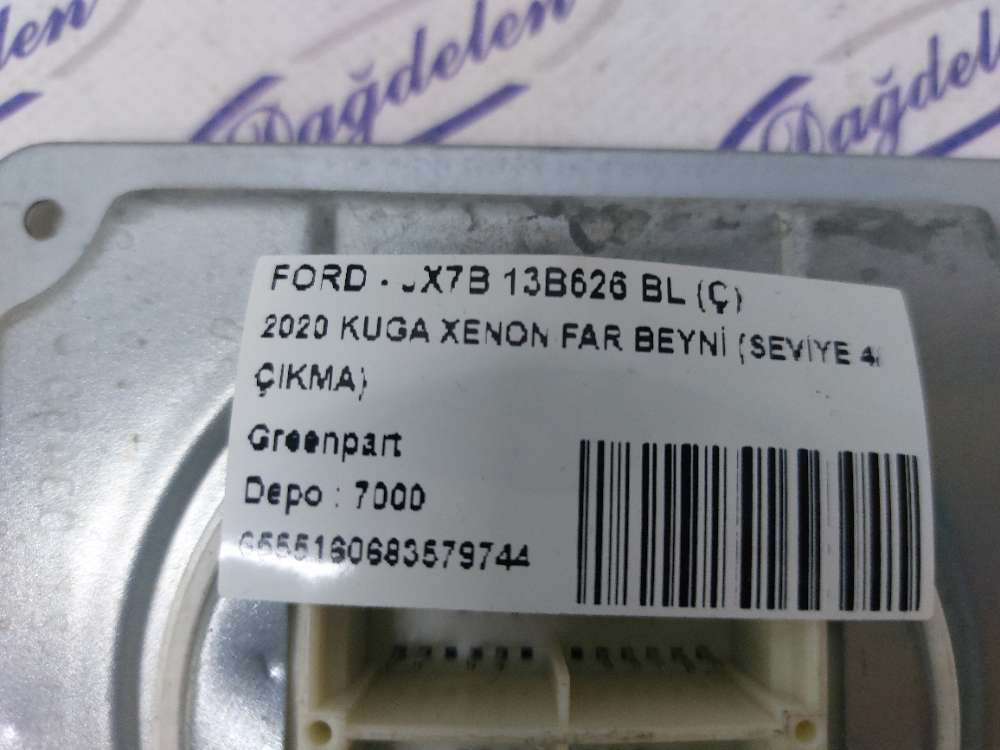 Dağdelen
Dağdelen
FORD - JX7B 13B626 BL (Ç)
2020 KUGA XENON FAR BEYNİ (SEVİYE 4
ÇIKMA)
Greenpart
Depo : 7000
6555160683579744